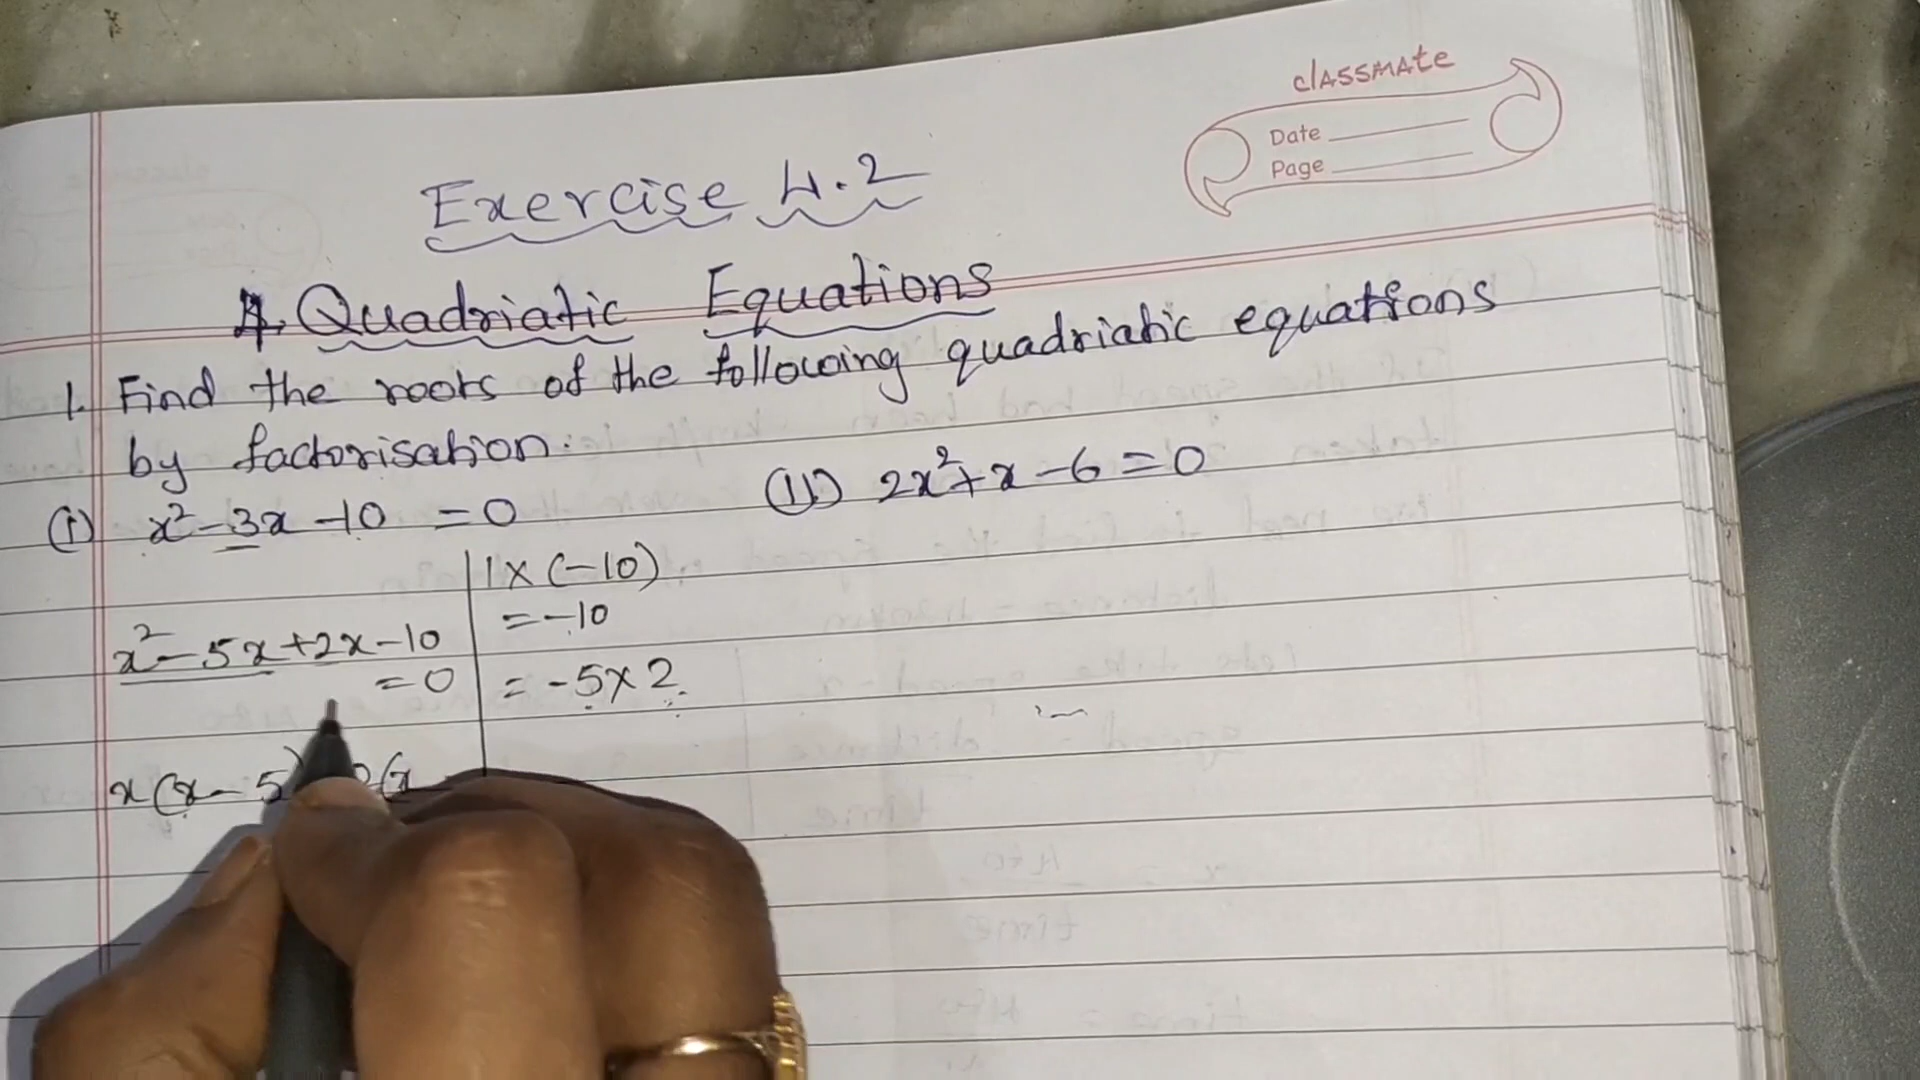 classmate
Date
Page
Exercise 4.2
4. Quadriatic Equations
1. Find the roots of the following quadriatic equations
by factorisation:
(i) x² - 3x - 10 = 0
(ii) 2x² + x - 6 = 0
1 x (-10)
= -10
= -5 x 2
x² - 5x + 2x - 10
= 0
x(x - 5) (x